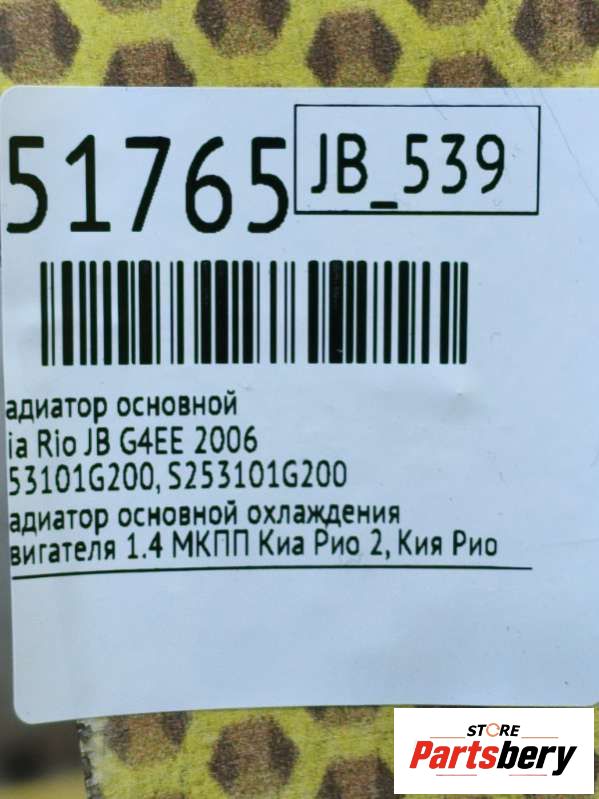 51765
JB_539
адиатор основной
ia Rio JB G4EE 2006
53101G200, S253101G200
адиатор основной охлаждения
вигателя 1.4 МКПП Киа Рио 2, Кия Рио
STORE
Partsbery